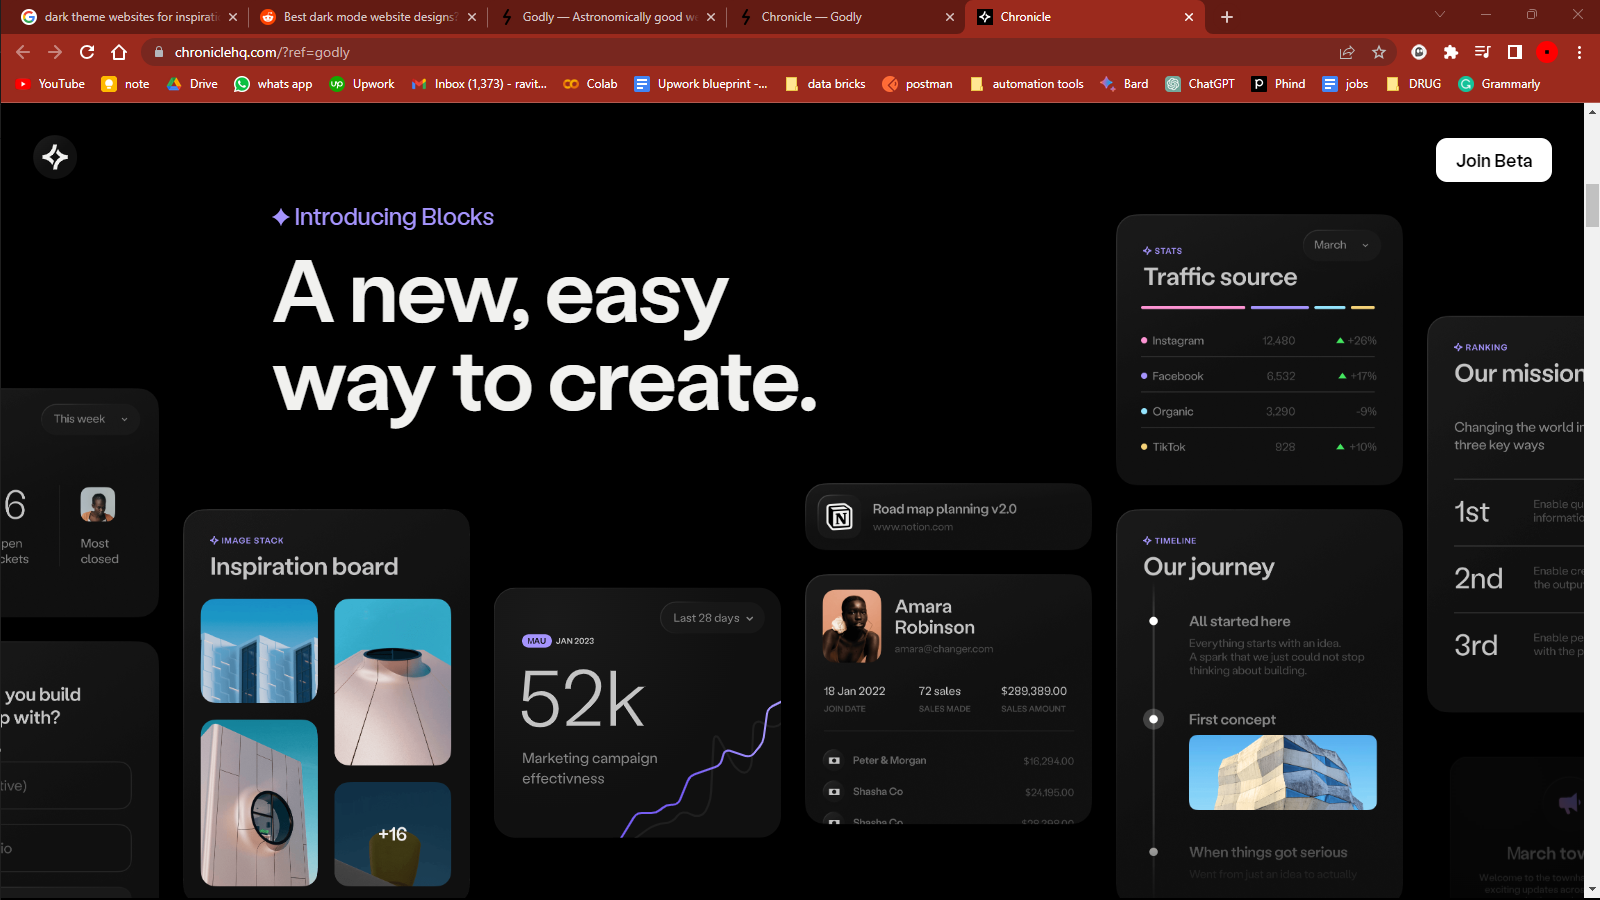 dark theme websites for inspirati
Best dark mode website designs?
Godly — Astronomically good we
Chronicle — Godly
Chronicle
chroniclehq.com/?ref=godly
YouTube
note
Drive
whats app
Upwork
Inbox (1,373) - ravit...
Colab
Upwork blueprint -...
data bricks
postman
automation tools
Bard
ChatGPT
Phind
jobs
DRUG
Grammarly
Join Beta
Introducing Blocks
A new, easy
way to create.
This week
6
pen
ckets
Most
closed
you build
p with?
tive)
io
IMAGE STACK
Inspiration board
+16
Last 28 days
MAU JAN 2023
52k
Marketing campaign
effectivness
Road map planning v2.0
www.notion.com
Amara
Robinson
amara@changer.com
18 Jan 2022 72 sales $289,389.00
JOIN DATE SALES MADE SALES AMOUNT
Peter & Morgan $16,294.00
Shasha Co $24,195.00
Shasha Co
STATS
March
Traffic source
Instagram 12,480 +26%
Facebook 6,532 +17%
Organic 3,290 -9%
TikTok 828 +10%
TIMELINE
Our journey
All started here
Everything starts with an idea.
A spark that we just could not stop
thinking about building.
First concept
When things got serious
Went from just an idea to actually
RANKING
Our mission
Changing the world in
three key ways
1st
Enable qu
informatio
2nd
Enable cre
the output
3rd
Enable pe
with the p
March tow
Welcome to the townh
exciting updates acros